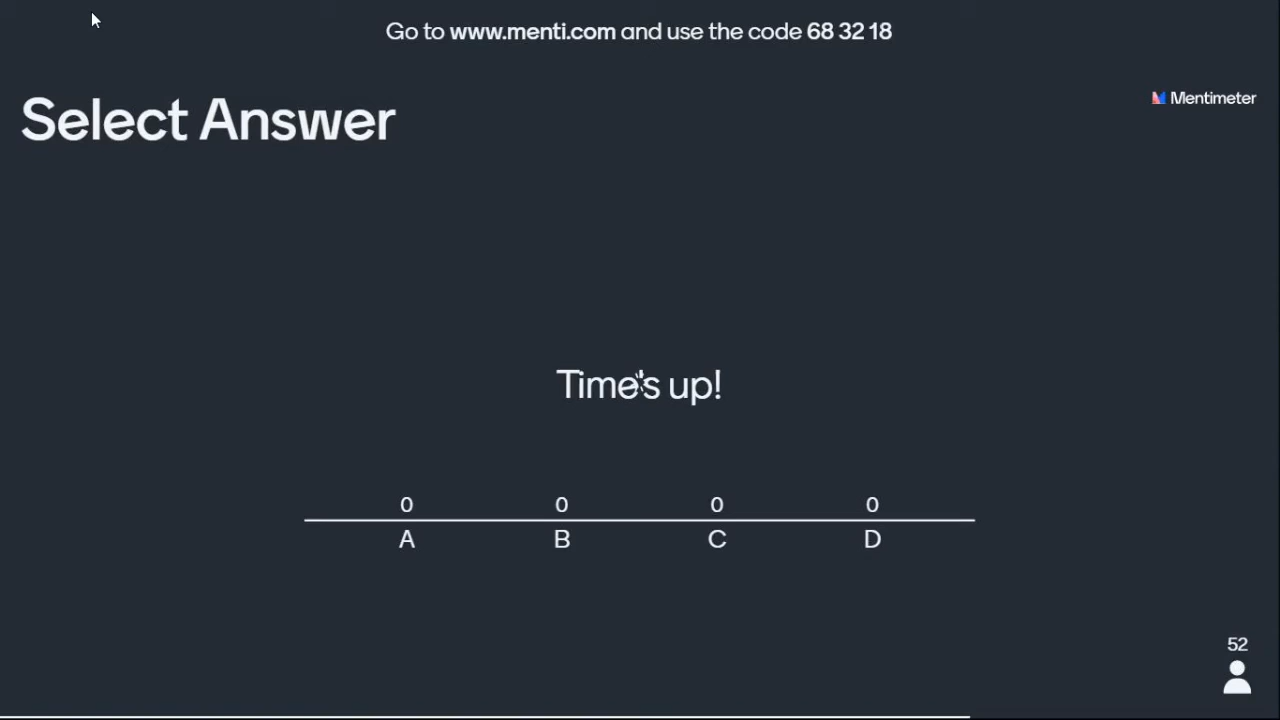 Go to www.menti.com and use the code 68 32 18
Mentimeter
Select Answer
Time's up!
0 0 0 0
A B C D
52